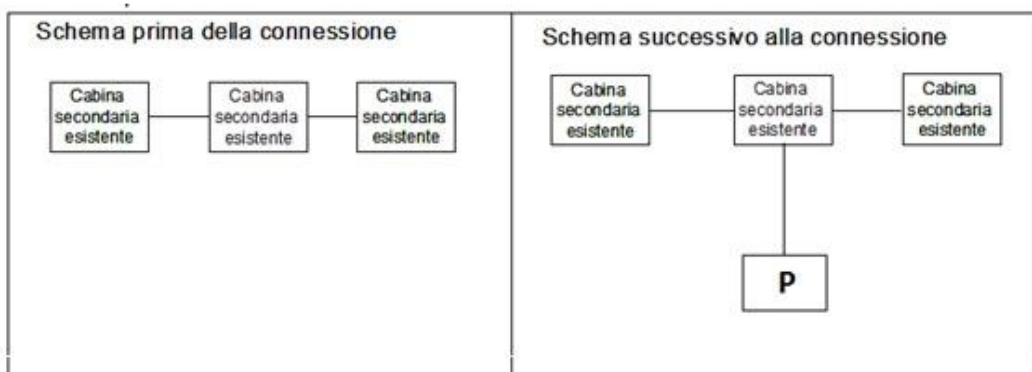 Schema prima della connessione
Cabina
secondaria
esistente
Cabina
secondaria
esistente
Cabina
secondaria
esistente
Schema successivo alla connessione
Cabina
secondaria
esistente
Cabina
secondaria
esistente
Cabina
secondaria
esistente
P